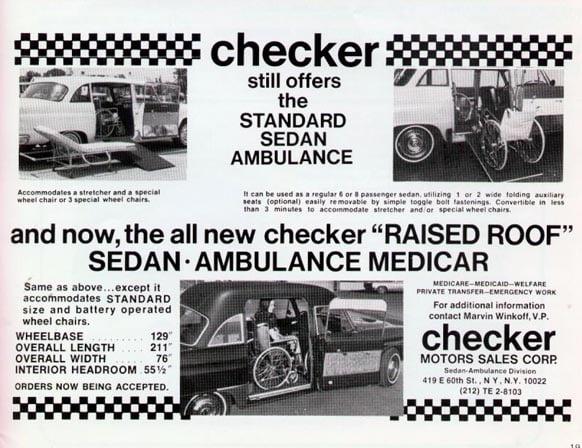 checker
still offers
the
STANDARD
SEDAN
AMBULANCE
Accommodates a stretcher and a special
wheel chair or 3 special wheel chairs.
It can be used as a regular 6 or 8 passenger sedan, utilizing 1 or 2 wide folding auxiliary
seats (optional) easily removable by simple toggle bolt fastenings. Convertible in less
than 3 minutes to accommodate stretcher and/or special wheel chairs.
and now, the all new checker “RAISED ROOF”
SEDAN · AMBULANCE MEDICAR
Same as above...except it
accommodates STANDARD
size and battery operated
wheel chairs.
WHEELBASE ........ 129"
OVERALL LENGTH .... 211"
OVERALL WIDTH ..... 76"
INTERIOR HEADROOM . 55½"
ORDERS NOW BEING ACCEPTED.
MEDICARE—MEDICAID—WELFARE
PRIVATE TRANSFER—EMERGENCY WORK
For additional information
contact Marvin Winkoff, V.P.
checker
MOTORS SALES CORP.
Sedan-Ambulance Division
419 E 60th St., N Y, N.Y. 10022
(212) TE 2-8103